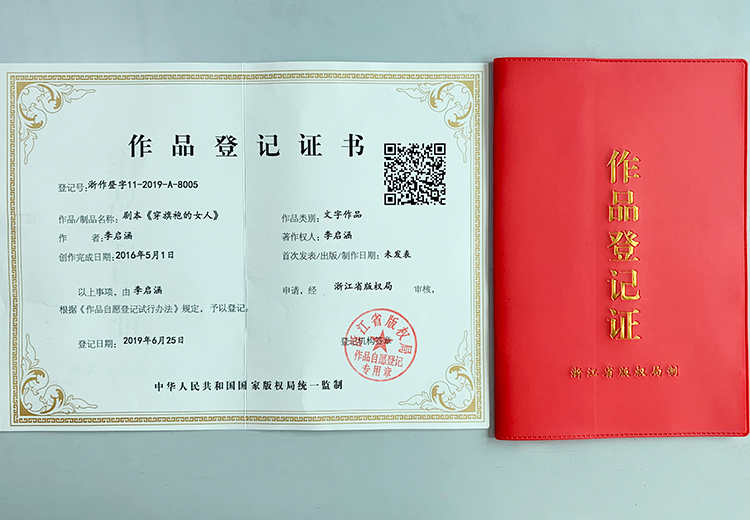 作品登记证书
登记号:浙作登字11-2019-A-8005
作品/制品名称: 剧本《穿旗袍的女人》 作品类别: 文字作品
作 者: 李启涵 著作权人: 李启涵
创作完成日期: 2016年5月1日 首次发表/出版/制作日期: 未发表
以上事项, 由 李启涵 申请, 经 浙江省版权局 审核,
根据《作品自愿登记试行办法》规定, 予以登记。
登记日期: 2019年6月25日 登记机构签章
浙江省版权局
作品自愿登记
专用章
中华人民共和国国家版权局统一监制
作品登记证
浙江省版权局制